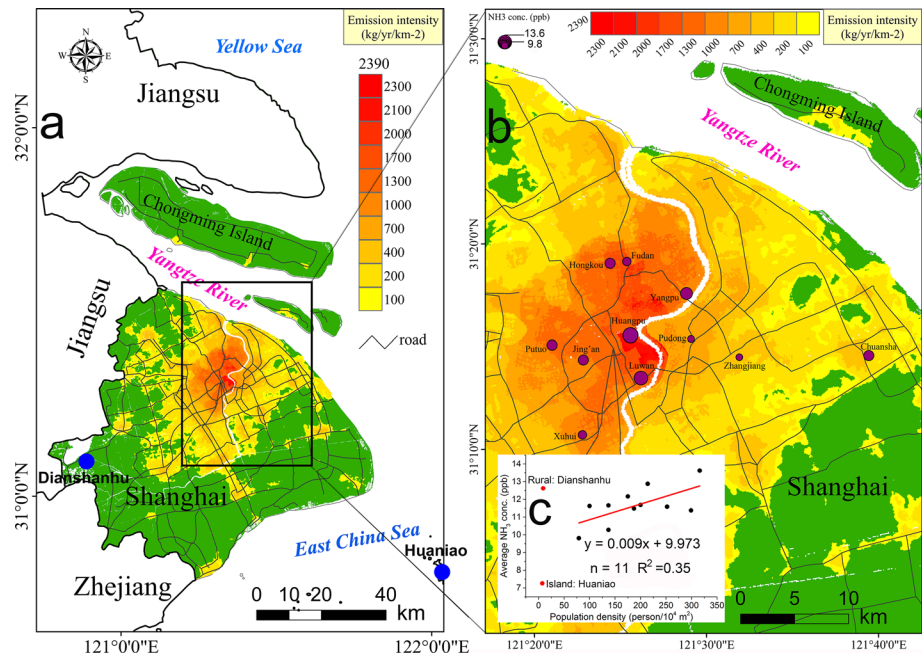 Emission intensity
(kg/yr/km-2)
N
W
E
S
Yellow Sea
Jiangsu
a
2390
2300
2100
2000
1700
1300
1000
700
400
200
100
road
Chongming Island
Yangtze River
Jiangsu
Dianshanhu
Shanghai
East China Sea
Huaniao
Zhejiang
0
10
20
30
40
km
32°0'0"N
31°0'0"N
121°0'0"E
122°0'0"E
NH3 conc. (ppb)
13.6
9.8
2390
2300
2100
2000
1700
1300
1000
700
400
200
100
Emission intensity
(kg/yr/km-2)
b
Chongming Island
Yangtze River
Hongkou
Fudan
Yangpu
Huangpu
Pudong
Putuo
Jing'an
Luwan
Zhangjiang
Chuansha
Xuhui
Shanghai
31°30'0"N
31°20'0"N
31°10'0"N
121°20'0"E
121°30'0"E
121°40'0"E
0
5
10
km
c
Rural: Dianshanhu
Island: Huaniao
y = 0.009x + 9.973
n = 11 R²=0.35
Average NH₃ conc. (ppb)
14
13
12
11
10
9
8
7
0
50
100
150
200
250
300
350
Population density (person/10⁴ m²)